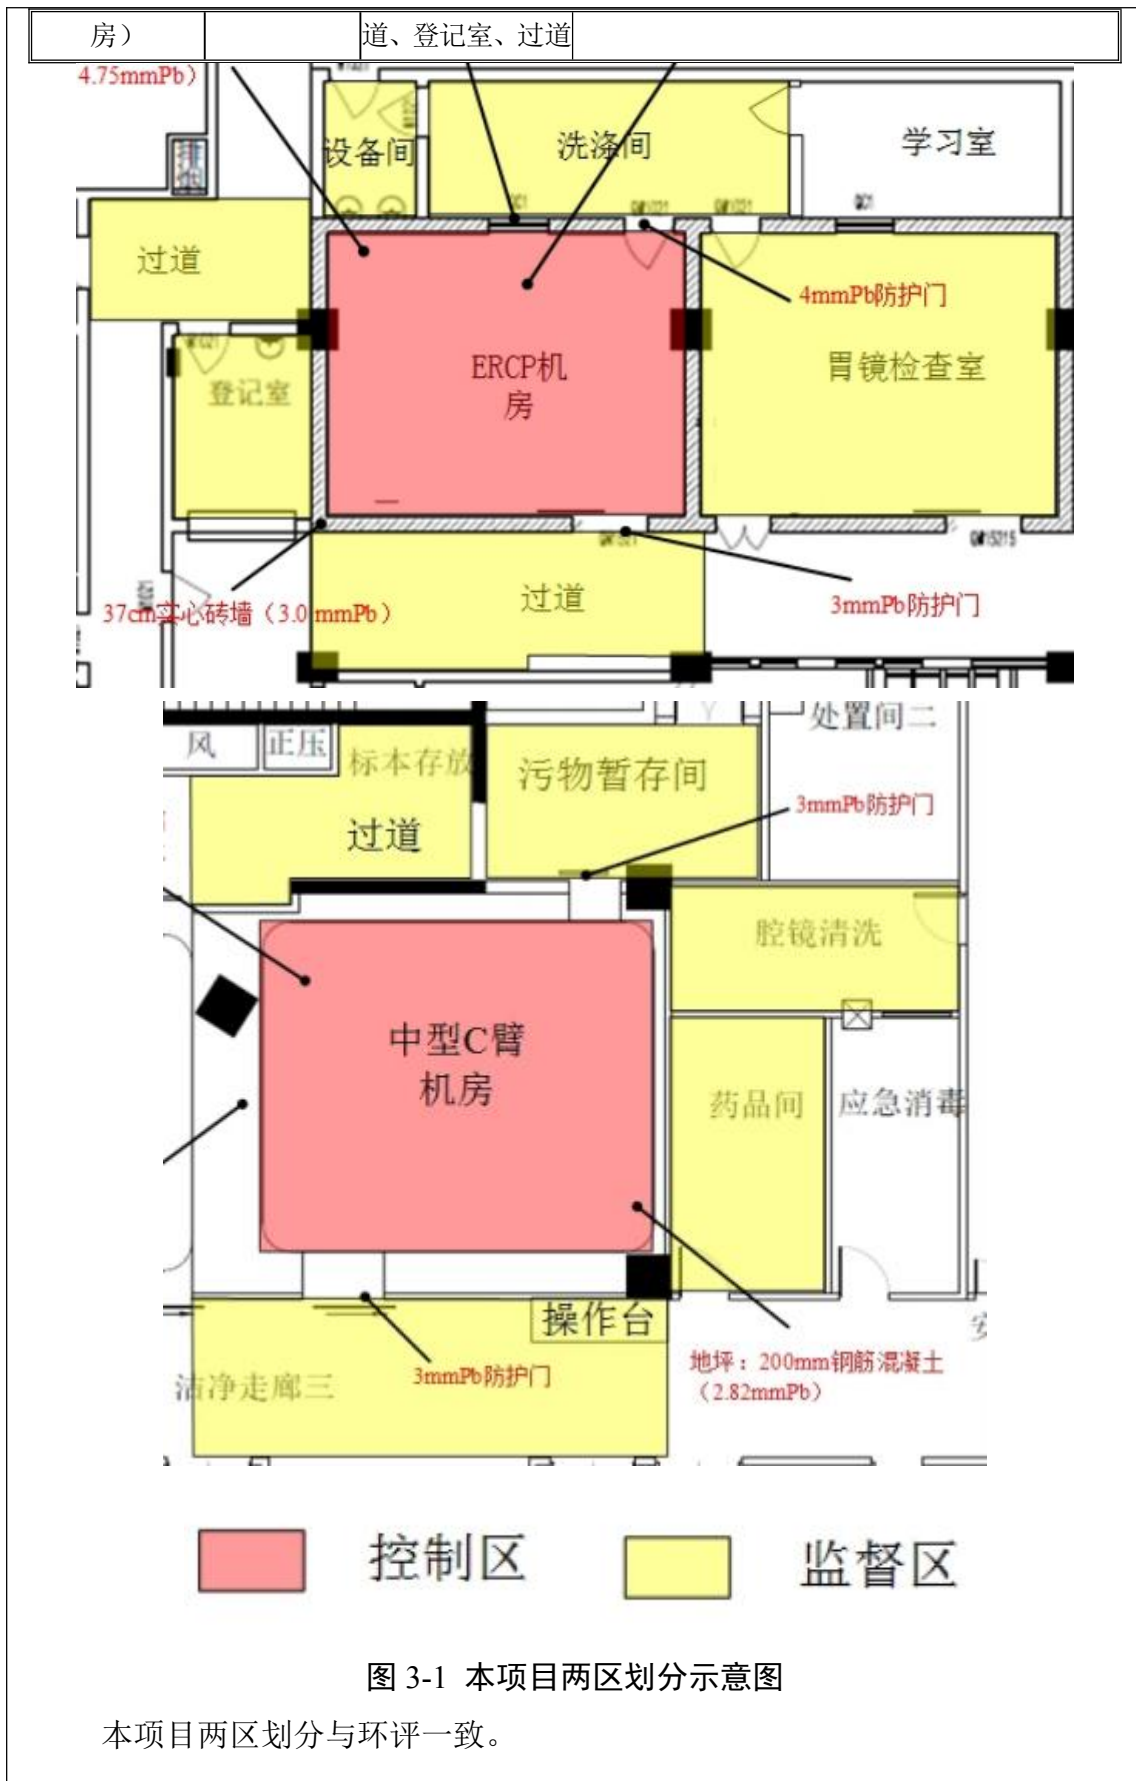 房）
道、登记室、过道
4.75mmPb）
设备间
洗涤间
学习室
过道
4mmPb防护门
登记室
ERCP机
房
胃镜检查室
QM1521
QM15215
37cm实心砖墙（3.0 mmPb）
过道
3mmPb防护门
风
正压
标本存放
污物暂存间
处置间二
过道
3mmPb防护门
腔镜清洗
中型C臂
机房
药品间
应急消毒
操作台
洁净走廊三
3mmPb防护门
地坪：200mm钢筋混凝土
（2.82mmPb）
控制区
监督区
图 3-1 本项目两区划分示意图
本项目两区划分与环评一致。